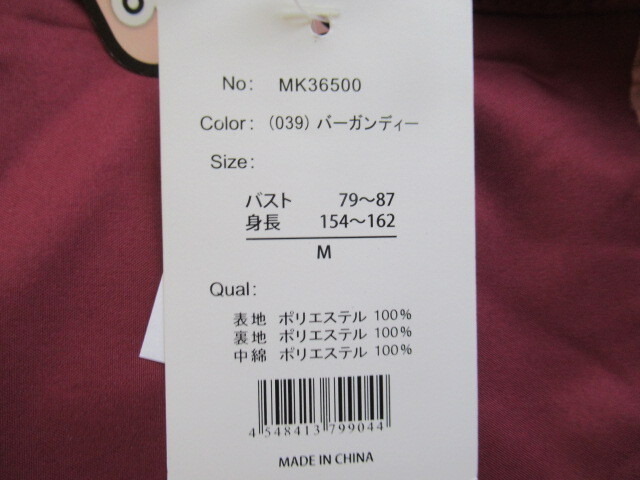 No: MK36500
Color: (039) バーガンディー
Size:
バスト 79～87
身長 154～162
M
Qual:
表地 ポリエステル 100%
裏地 ポリエステル 100%
中綿 ポリエステル 100%
4 548413 799044
MADE IN CHINA